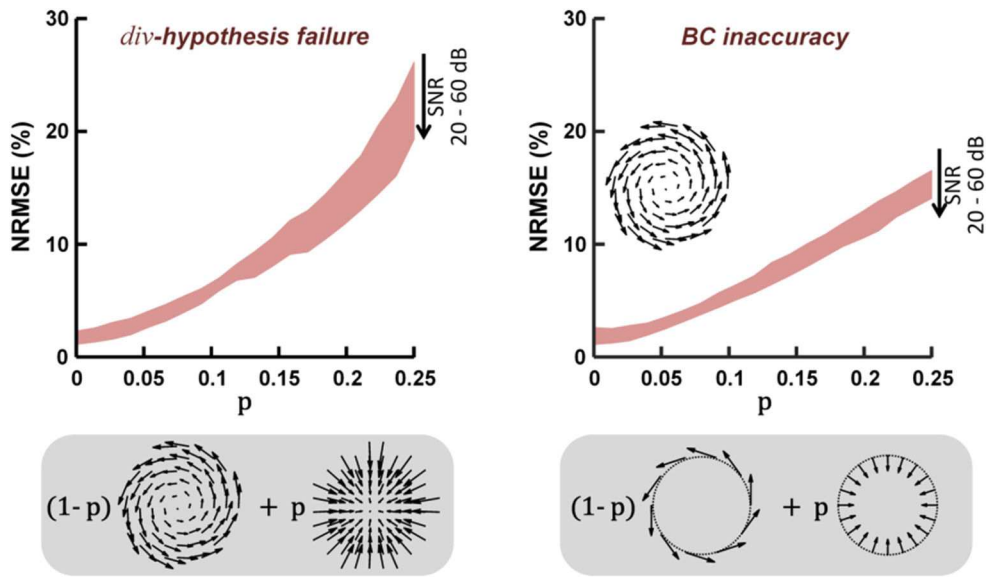 div-hypothesis failure
NRMSE (%)
30
20
10
0
0 0.05 0.1 0.15 0.2 0.25
p
SNR
20 - 60 dB
(1- p) + p
BC inaccuracy
NRMSE (%)
30
20
10
0
0 0.05 0.1 0.15 0.2 0.25
p
SNR
20 - 60 dB
(1- p) + p